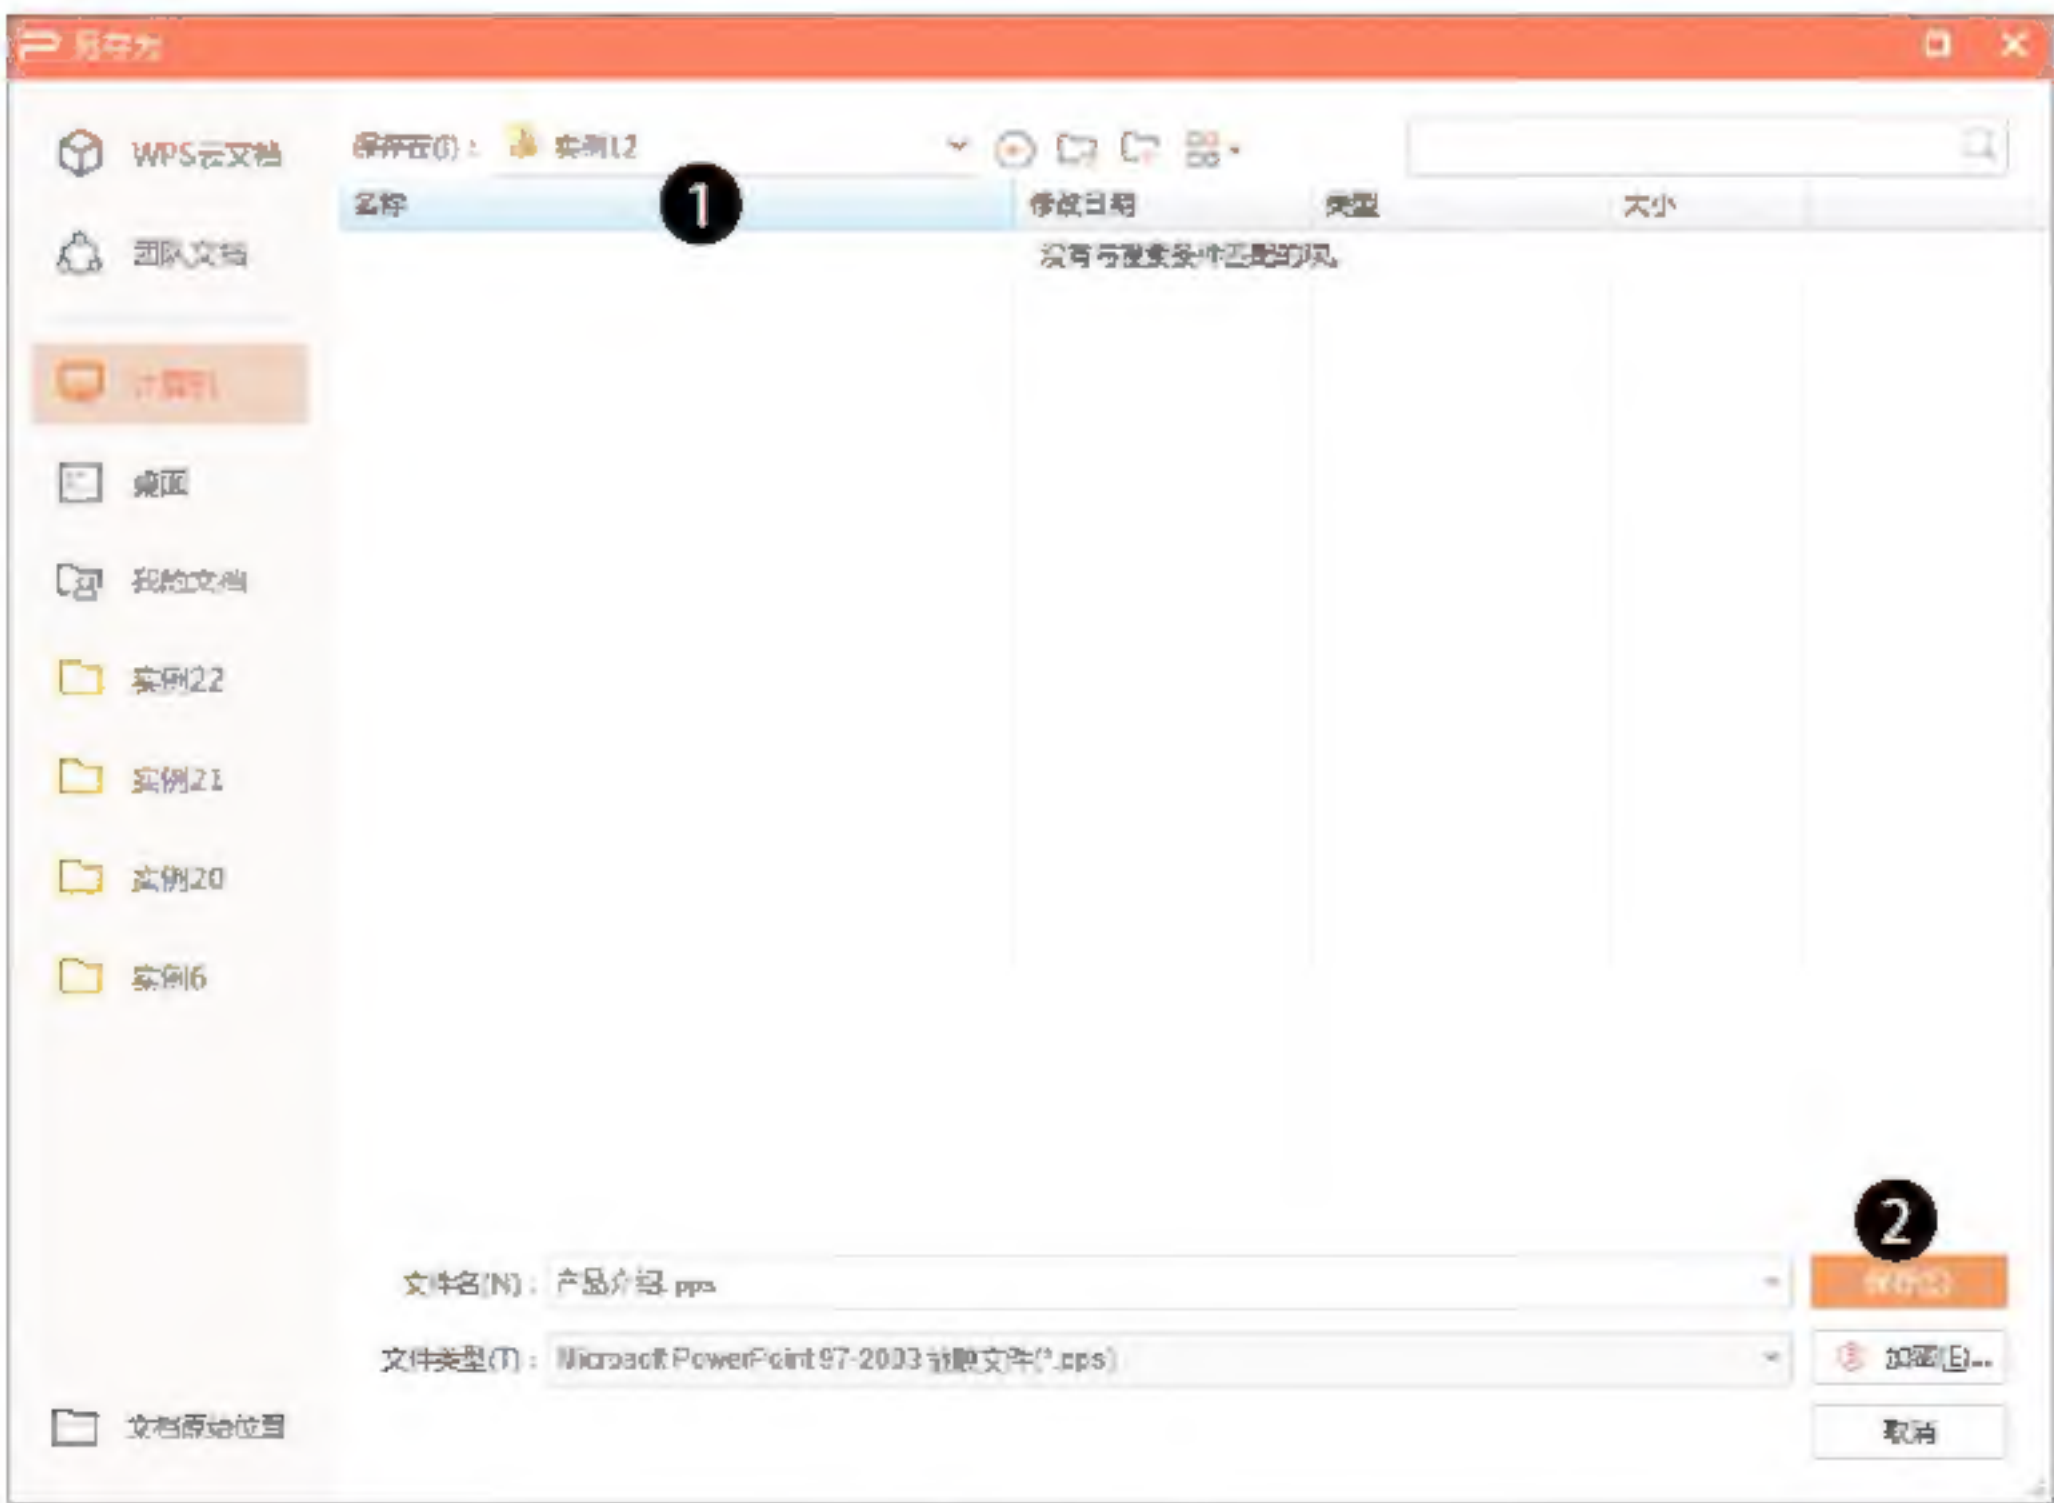 另存为
WPS云文档
保存在(I)： 实例12
1
名称 修改日期 类型 大小
团队文档
没有与搜索条件匹配的项。
计算机
桌面
我的文档
实例22
实例21
实例20
实例6
2
文件名(N)： 产品介绍.pps
保存(S)
文件类型(T)： Microsoft PowerPoint 97-2003 放映文件(*.pps)
加密(E)...
文档原始位置
取消